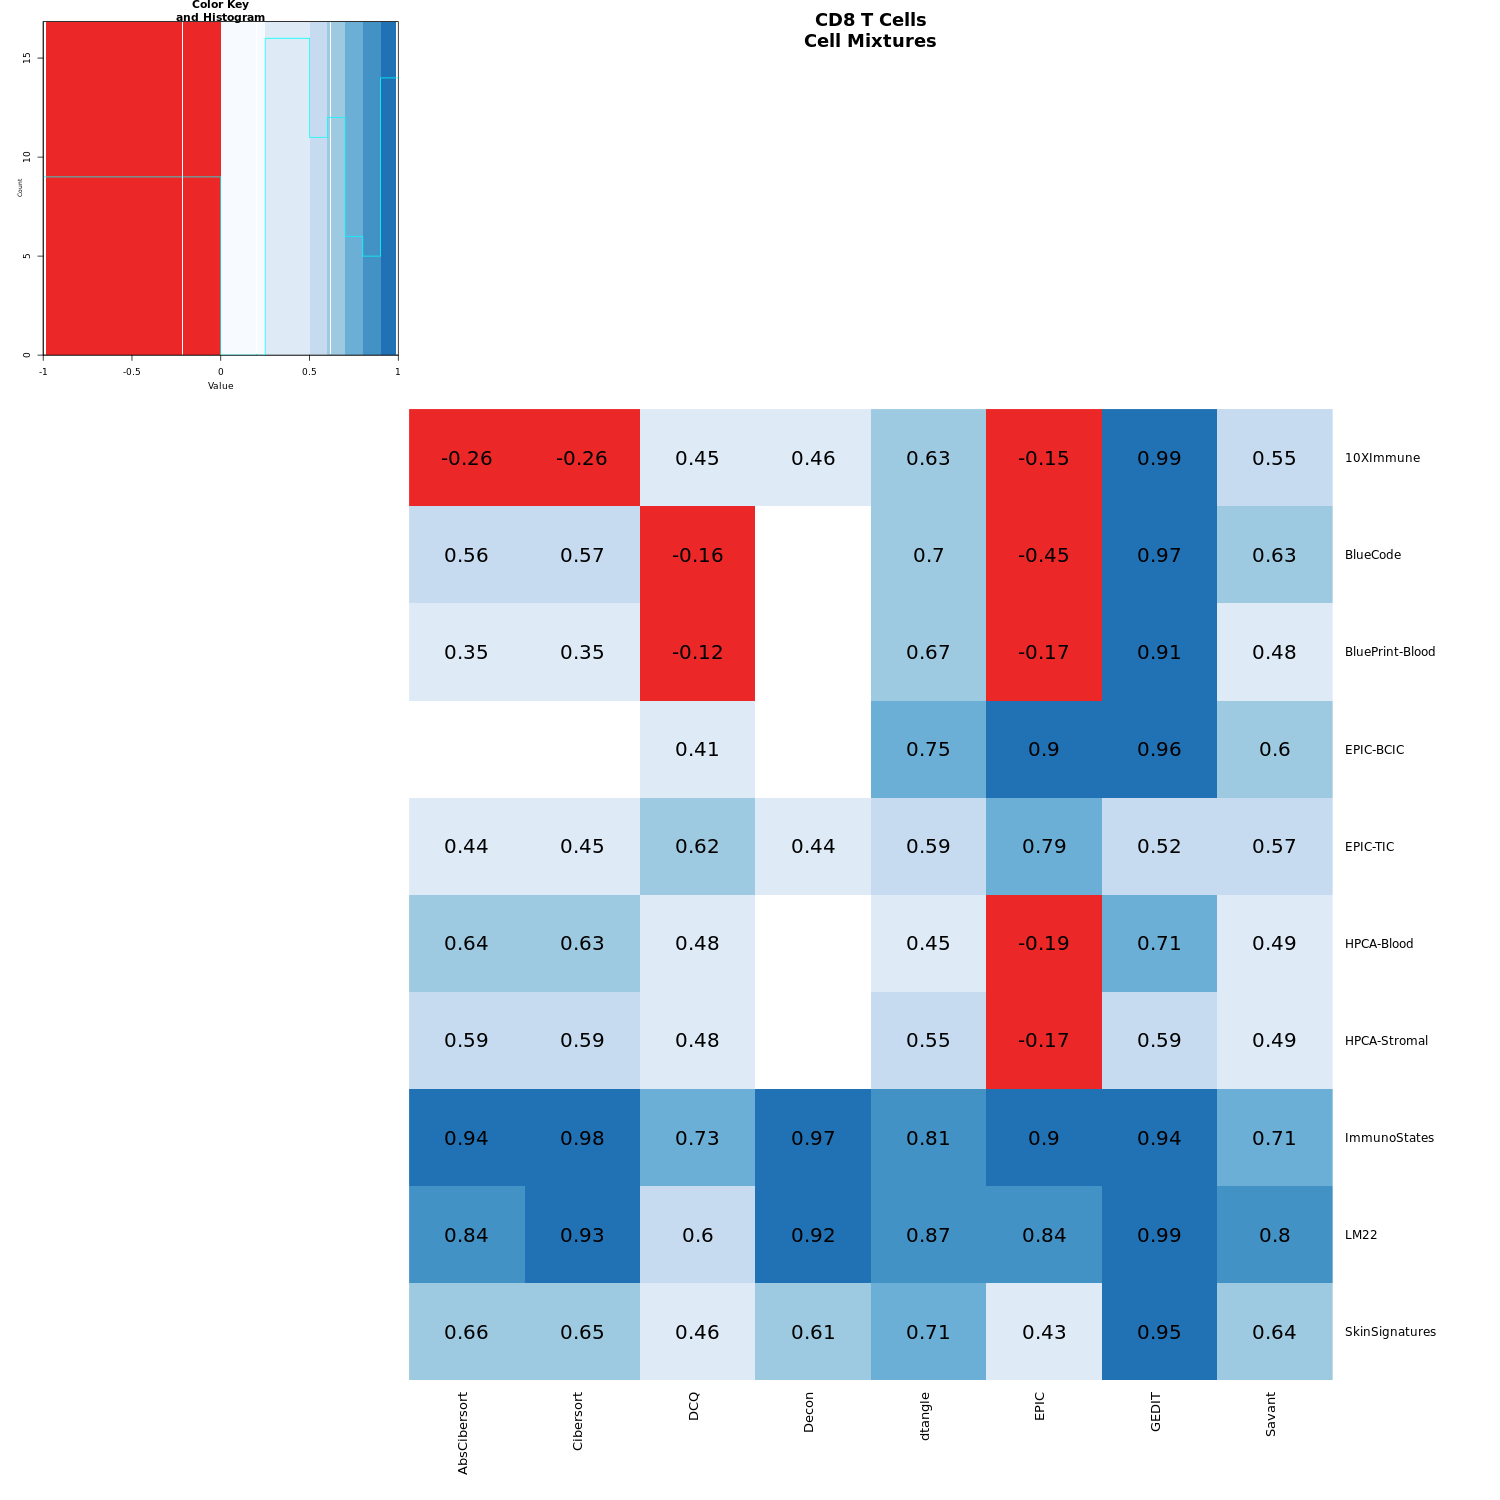 Color Key
and Histogram
CD8 T Cells
Cell Mixtures
15
10
5
0
Count
-1 -0.5 0 0.5 1
Value
-0.26 -0.26 0.45 0.46 0.63 -0.15 0.99 0.55 10XImmune
0.56 0.57 -0.16 0.7 -0.45 0.97 0.63 BlueCode
0.35 0.35 -0.12 0.67 -0.17 0.91 0.48 BluePrint-Blood
0.41 0.75 0.9 0.96 0.6 EPIC-BCIC
0.44 0.45 0.62 0.44 0.59 0.79 0.52 0.57 EPIC-TIC
0.64 0.63 0.48 0.45 -0.19 0.71 0.49 HPCA-Blood
0.59 0.59 0.48 0.55 -0.17 0.59 0.49 HPCA-Stromal
0.94 0.98 0.73 0.97 0.81 0.9 0.94 0.71 ImmunoStates
0.84 0.93 0.6 0.92 0.87 0.84 0.99 0.8 LM22
0.66 0.65 0.46 0.61 0.71 0.43 0.95 0.64 SkinSignatures
AbsCibersort
Cibersort
DCQ
Decon
dtangle
EPIC
GEDIT
Savant